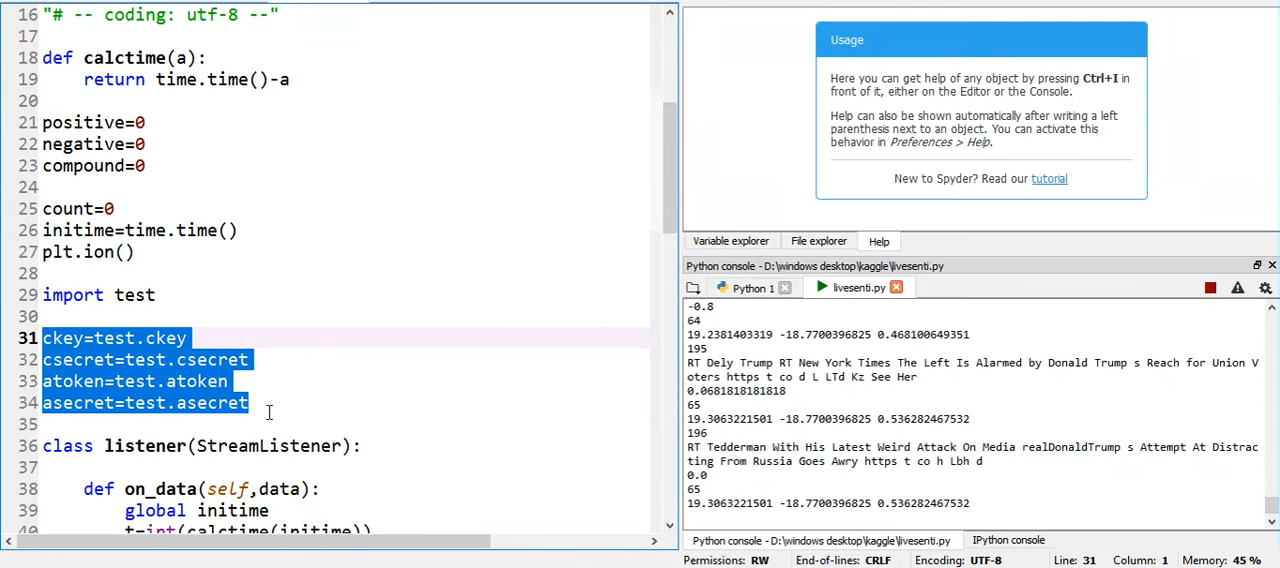 16 "# -- coding: utf-8 --"
17
18 def calctime(a):
19     return time.time()-a
20
21 positive=0
22 negative=0
23 compound=0
24
25 count=0
26 initime=time.time()
27 plt.ion()
28
29 import test
30
31 ckey=test.ckey
32 csecret=test.csecret
33 atoken=test.atoken
34 asecret=test.asecret
35
36 class listener(StreamListener):
37
38     def on_data(self,data):
39         global initime
40         t=int(calctime(initime))
Usage
Here you can get help of any object by pressing Ctrl+I in
front of it, either on the Editor or the Console.
Help can also be shown automatically after writing a left
parenthesis next to an object. You can activate this
behavior in Preferences > Help.
New to Spyder? Read our tutorial
Variable explorer File explorer Help
Python console - D:\windows desktop\kaggle\livesenti.py
Python 1 livesenti.py
-0.8
64
19.2381403319 -18.7700396825 0.468100649351
195
RT Dely Trump RT New York Times The Left Is Alarmed by Donald Trump s Reach for Union V
oters https t co d L LTd Kz See Her
0.0681818181818
65
19.3063221501 -18.7700396825 0.536282467532
196
RT Tedderman With His Latest Weird Attack On Media realDonaldTrump s Attempt At Distrac
ting From Russia Goes Awry https t co h Lbh d
0.0
65
19.3063221501 -18.7700396825 0.536282467532
Python console - D:\windows desktop\kaggle\livesenti.py IPython console
Permissions: RW End-of-lines: CRLF Encoding: UTF-8 Line: 31 Column: 1 Memory: 45 %